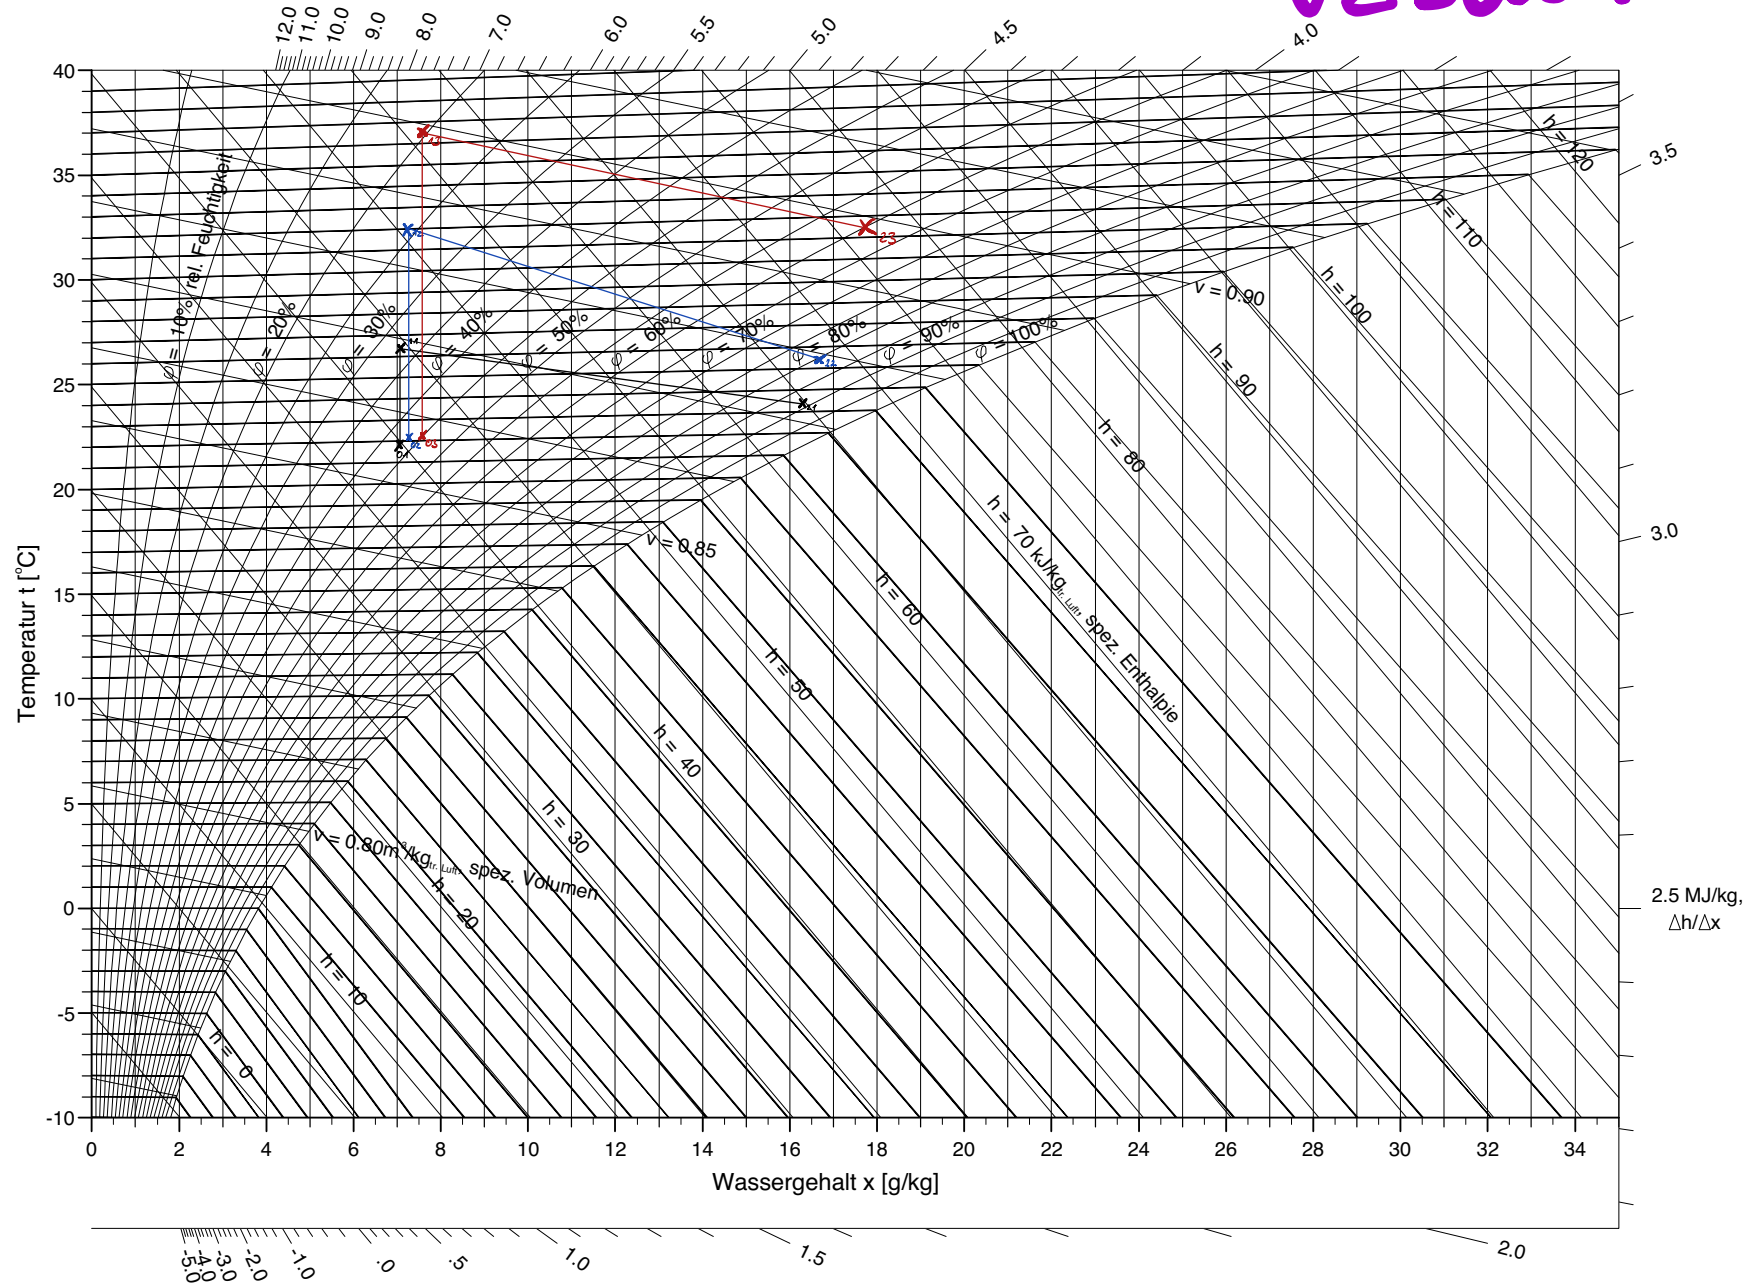 12.0
11.0
10.0
9.0
8.0
7.0
6.0
5.5
5.0
4.5
4.0
3.5
3.0
2.5 MJ/kg,
Δh/Δx
40
35
30
25
20
15
10
5
0
-5
-10
Temperatur t [°C]
φ = 10% rel. Feuchtigkeit
φ = 20%
φ = 30%
φ = 40%
φ = 50%
φ = 60%
φ = 70%
φ = 80%
φ = 90%
φ = 100%
h = 120
h = 110
h = 100
h = 90
h = 80
h = 70 kJ/kg tr. Luft, spez. Enthalpie
h = 60
h = 50
h = 40
h = 30
h = 20
h = 10
h = 0
v = 0.90
v = 0.85
v = 0.80m³/kg tr. Luft, spez. Volumen
23
0 2 4 6 8 10 12 14 16 18 20 22 24 26 28 30 32 34
Wassergehalt x [g/kg]
-5.0
-4.0
-3.0
-2.0
-1.0
.0
.5
1.0
1.5
2.0